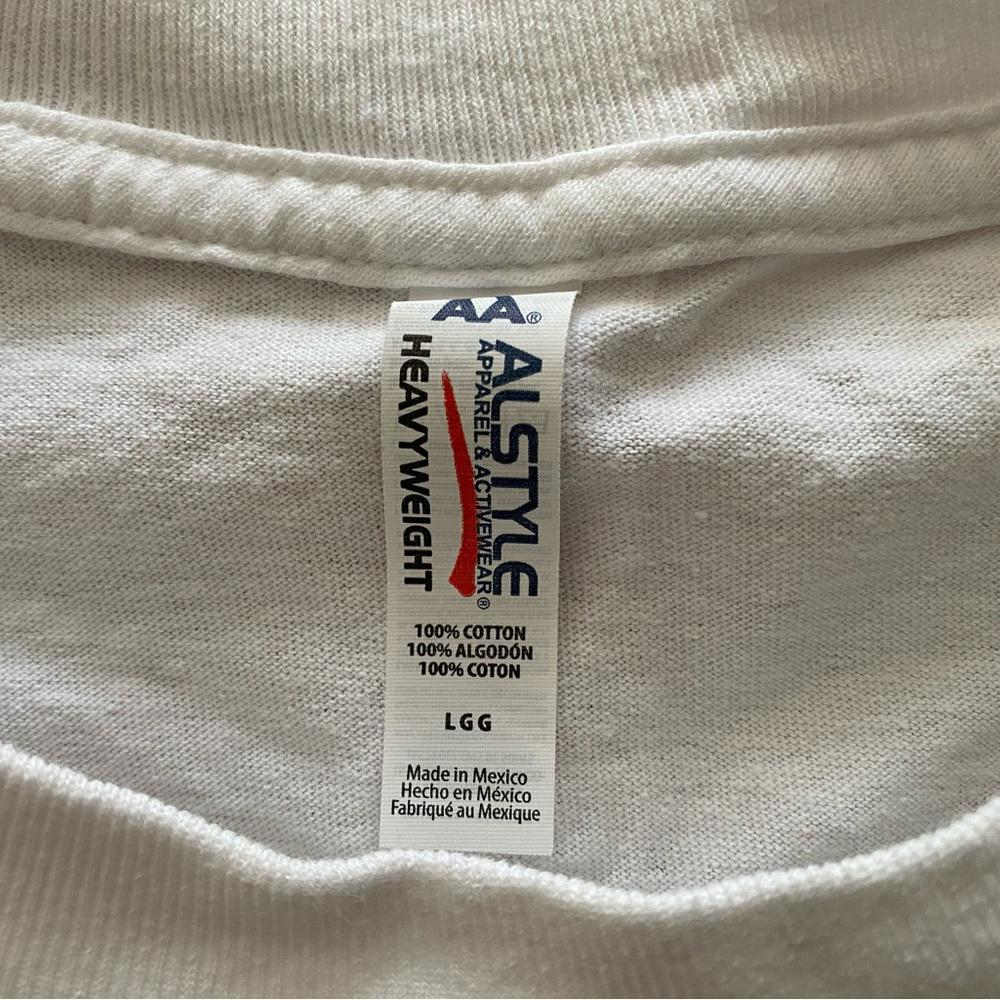 AA®
ALSTYLE
APPAREL & ACTIVEWEAR®
HEAVYWEIGHT
100% COTTON
100% ALGODÓN
100% COTON
L G G
Made in Mexico
Hecho en México
Fabriqué au Mexique